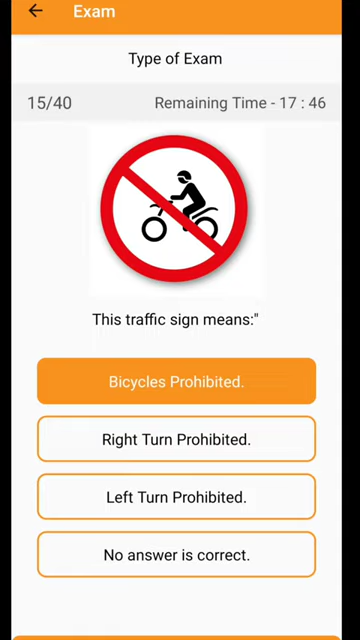 Exam
Type of Exam
15/40
Remaining Time - 17 : 46
This traffic sign means:"
Bicycles Prohibited.
Right Turn Prohibited.
Left Turn Prohibited.
No answer is correct.